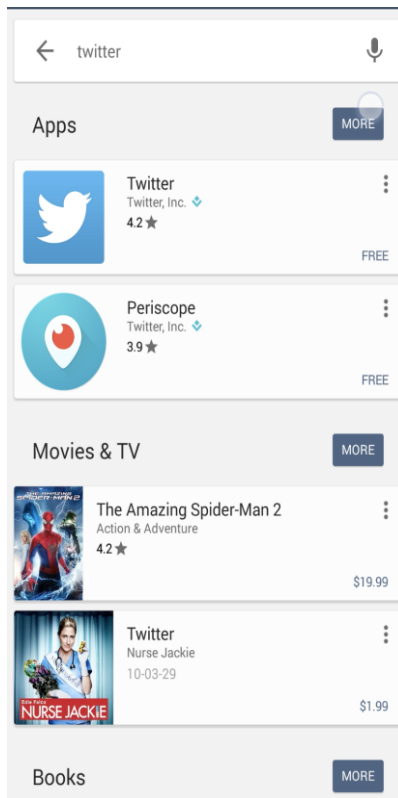 twitter
Apps
MORE
Twitter
Twitter, Inc.
4.2
FREE
Periscope
Twitter, Inc.
3.9
FREE
Movies & TV
MORE
The Amazing Spider-Man 2
Action & Adventure
4.2
$19.99
Twitter
Nurse Jackie
10-03-29
Edie Falco
NURSE JACKIE
$1.99
Books
MORE